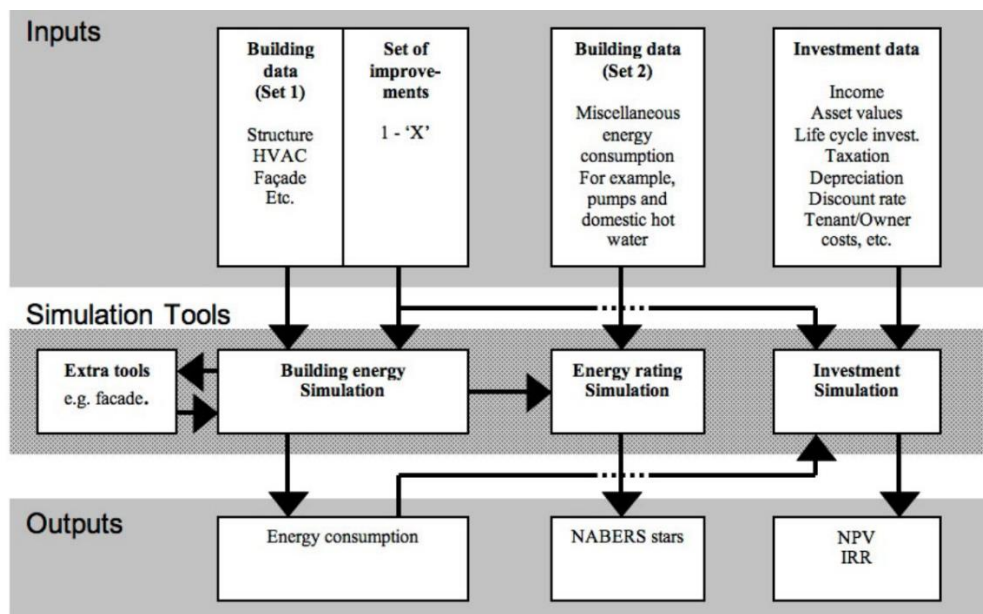 Inputs
Building
data
(Set 1)
Structure
HVAC
Façade
Etc.
Set of
improve-
ments
1 - ‘X’
Building data
(Set 2)
Miscellaneous
energy
consumption
For example,
pumps and
domestic hot
water
Investment data
Income
Asset values
Life cycle invest.
Taxation
Depreciation
Discount rate
Tenant/Owner
costs, etc.
Simulation Tools
Extra tools
e.g. facade.
Building energy
Simulation
Energy rating
Simulation
Investment
Simulation
Outputs
Energy consumption
NABERS stars
NPV
IRR